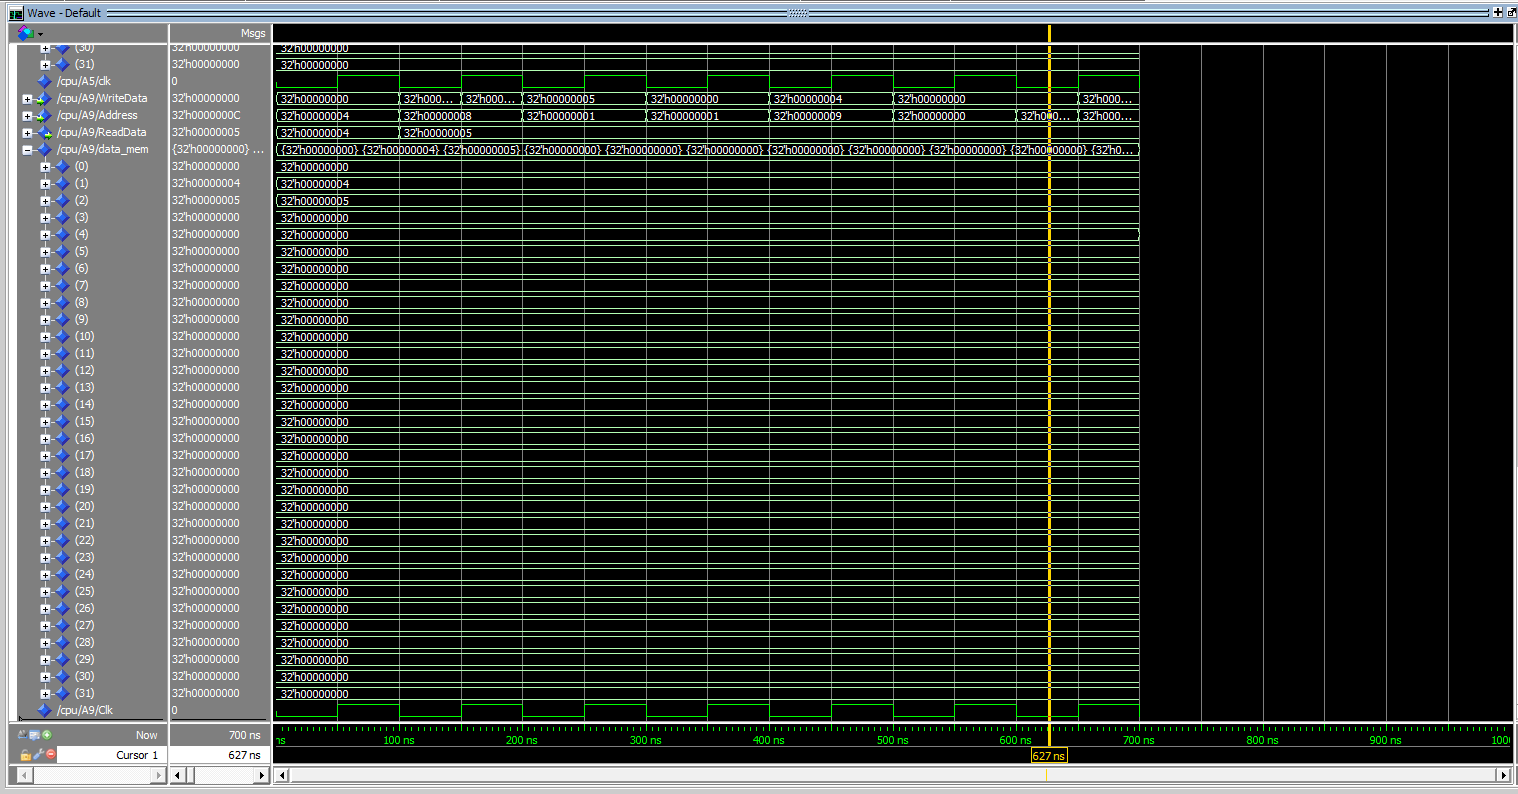 Wave - Default
Msgs
(30) 32'h00000000 32'h00000000
(31) 32'h00000000 32'h00000000
/cpu/A5/clk 0
/cpu/A9/WriteData 32'h00000000 32'h00000000 32'h000... 32'h000... 32'h00000005 32'h00000000 32'h00000004 32'h00000000 32'h000...
/cpu/A9/Address 32'h0000000C 32'h00000004 32'h00000008 32'h00000001 32'h00000001 32'h00000009 32'h00000000 32'h000... 32'h000...
/cpu/A9/ReadData 32'h00000005 32'h00000004 32'h00000005
/cpu/A9/data_mem {32'h00000000} ... {32'h00000000} {32'h00000004} {32'h00000005} {32'h00000000} {32'h00000000} {32'h00000000} {32'h00000000} {32'h00000000} {32'h00000000} {32'h00000000} {32'h0...
(0) 32'h00000000 32'h00000000
(1) 32'h00000004 32'h00000004
(2) 32'h00000005 32'h00000005
(3) 32'h00000000 32'h00000000
(4) 32'h00000000 32'h00000000
(5) 32'h00000000 32'h00000000
(6) 32'h00000000 32'h00000000
(7) 32'h00000000 32'h00000000
(8) 32'h00000000 32'h00000000
(9) 32'h00000000 32'h00000000
(10) 32'h00000000 32'h00000000
(11) 32'h00000000 32'h00000000
(12) 32'h00000000 32'h00000000
(13) 32'h00000000 32'h00000000
(14) 32'h00000000 32'h00000000
(15) 32'h00000000 32'h00000000
(16) 32'h00000000 32'h00000000
(17) 32'h00000000 32'h00000000
(18) 32'h00000000 32'h00000000
(19) 32'h00000000 32'h00000000
(20) 32'h00000000 32'h00000000
(21) 32'h00000000 32'h00000000
(22) 32'h00000000 32'h00000000
(23) 32'h00000000 32'h00000000
(24) 32'h00000000 32'h00000000
(25) 32'h00000000 32'h00000000
(26) 32'h00000000 32'h00000000
(27) 32'h00000000 32'h00000000
(28) 32'h00000000 32'h00000000
(29) 32'h00000000 32'h00000000
(30) 32'h00000000 32'h00000000
(31) 32'h00000000 32'h00000000
/cpu/A9/Clk 0
Now 700 ns ns 100 ns 200 ns 300 ns 400 ns 500 ns 600 ns 700 ns 800 ns 900 ns 100
Cursor 1 627 ns 627 ns